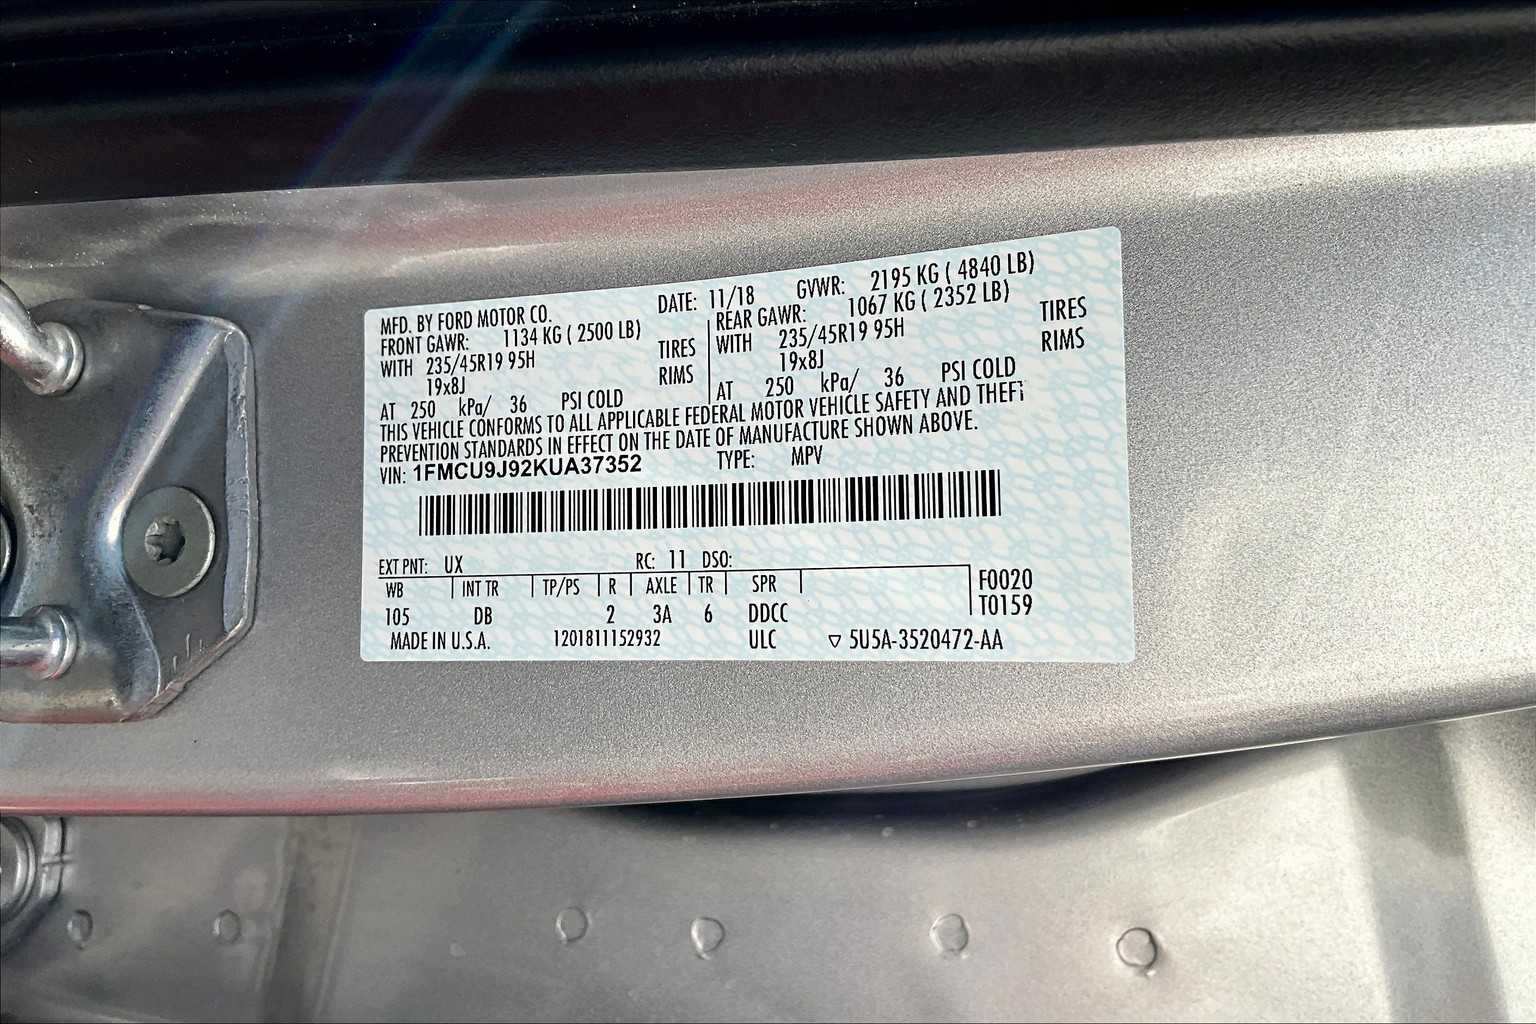 MFD. BY FORD MOTOR CO. DATE: 11/18 GVWR: 2195 KG ( 4840 LB)
FRONT GAWR: 1134 KG ( 2500 LB) REAR GAWR: 1067 KG ( 2352 LB)
WITH 235/45R19 95H TIRES WITH 235/45R19 95H TIRES
19x8J RIMS 19x8J RIMS
AT 250 kPa/ 36 PSI COLD AT 250 kPa/ 36 PSI COLD
THIS VEHICLE CONFORMS TO ALL APPLICABLE FEDERAL MOTOR VEHICLE SAFETY AND THEFT
PREVENTION STANDARDS IN EFFECT ON THE DATE OF MANUFACTURE SHOWN ABOVE.
VIN: 1FMCU9J92KUA37352 TYPE: MPV
EXT PNT: UX RC: 11 DSO:
WB INT TR TP/PS R AXLE TR SPR F0020
105 DB 2 3A 6 DDCC T0159
MADE IN U.S.A. 1201811152932 ULC ▽ 5U5A-3520472-AA